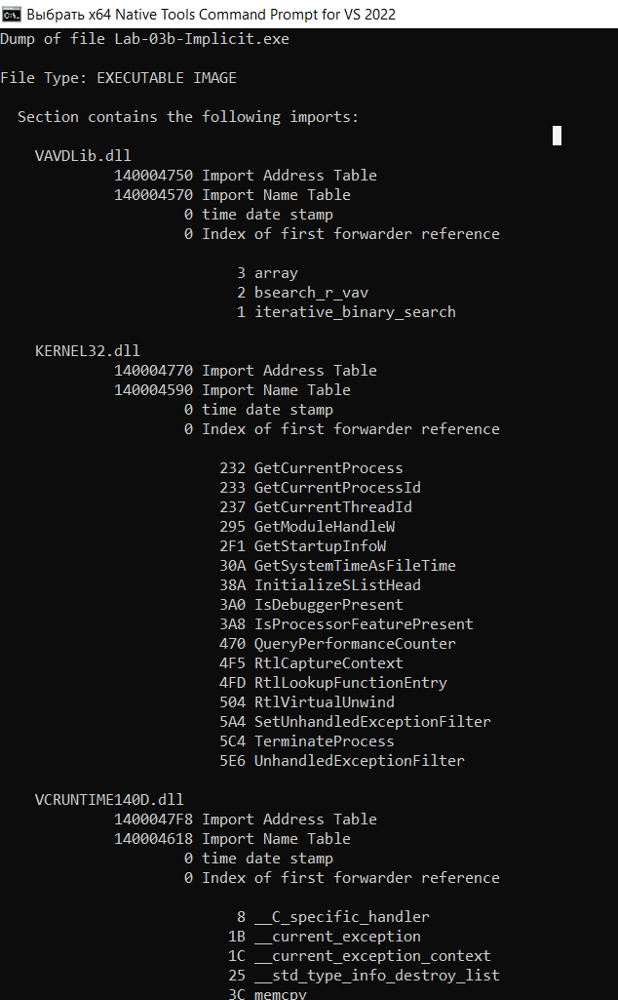 Выбрать x64 Native Tools Command Prompt for VS 2022
Dump of file Lab-03b-Implicit.exe
File Type: EXECUTABLE IMAGE
Section contains the following imports:
VAVDLib.dll
140004750 Import Address Table
140004570 Import Name Table
0 time date stamp
0 Index of first forwarder reference
3 array
2 bsearch_r_vav
1 iterative_binary_search
KERNEL32.dll
140004770 Import Address Table
140004590 Import Name Table
0 time date stamp
0 Index of first forwarder reference
232 GetCurrentProcess
233 GetCurrentProcessId
237 GetCurrentThreadId
295 GetModuleHandleW
2F1 GetStartupInfoW
30A GetSystemTimeAsFileTime
38A InitializeSListHead
3A0 IsDebuggerPresent
3A8 IsProcessorFeaturePresent
470 QueryPerformanceCounter
4F5 RtlCaptureContext
4FD RtlLookupFunctionEntry
504 RtlVirtualUnwind
5A4 SetUnhandledExceptionFilter
5C4 TerminateProcess
5E6 UnhandledExceptionFilter
VCRUNTIME140D.dll
1400047F8 Import Address Table
140004618 Import Name Table
0 time date stamp
0 Index of first forwarder reference
8 __C_specific_handler
1B __current_exception
1C __current_exception_context
25 __std_type_info_destroy_list
3C memcpy